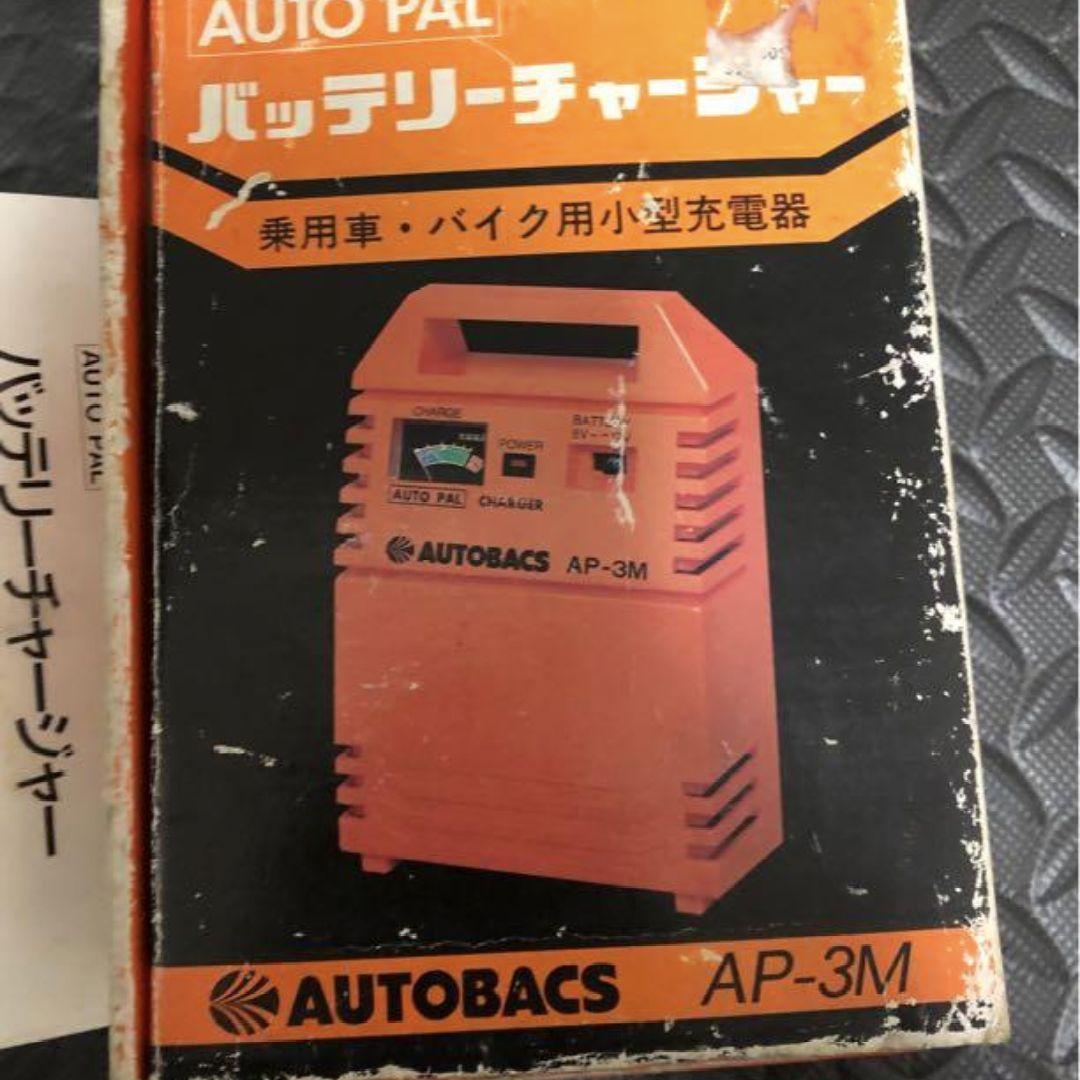 AUTO PAL
バッテリーチャージャー
乗用車・バイク用小型充電器
CHARGE
POWER
AUTO PAL
CHARGER
AUTOBACS
AP-3M
AUTOBACS
AP-3M
AUTO PAL
バッテリーチャージャー